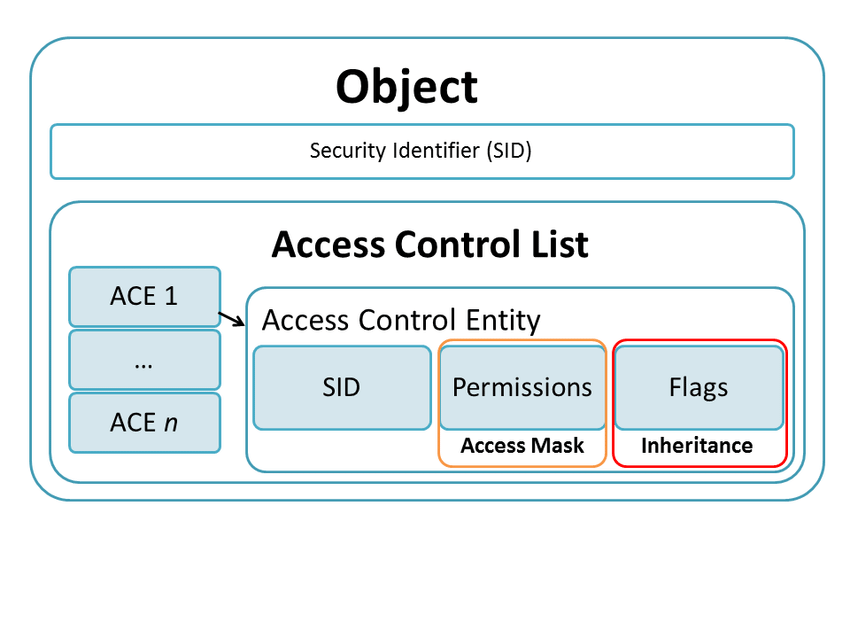 Object
Security Identifier (SID)
Access Control List
ACE 1
...
ACE n
Access Control Entity
SID
Permissions
Flags
Access Mask
Inheritance